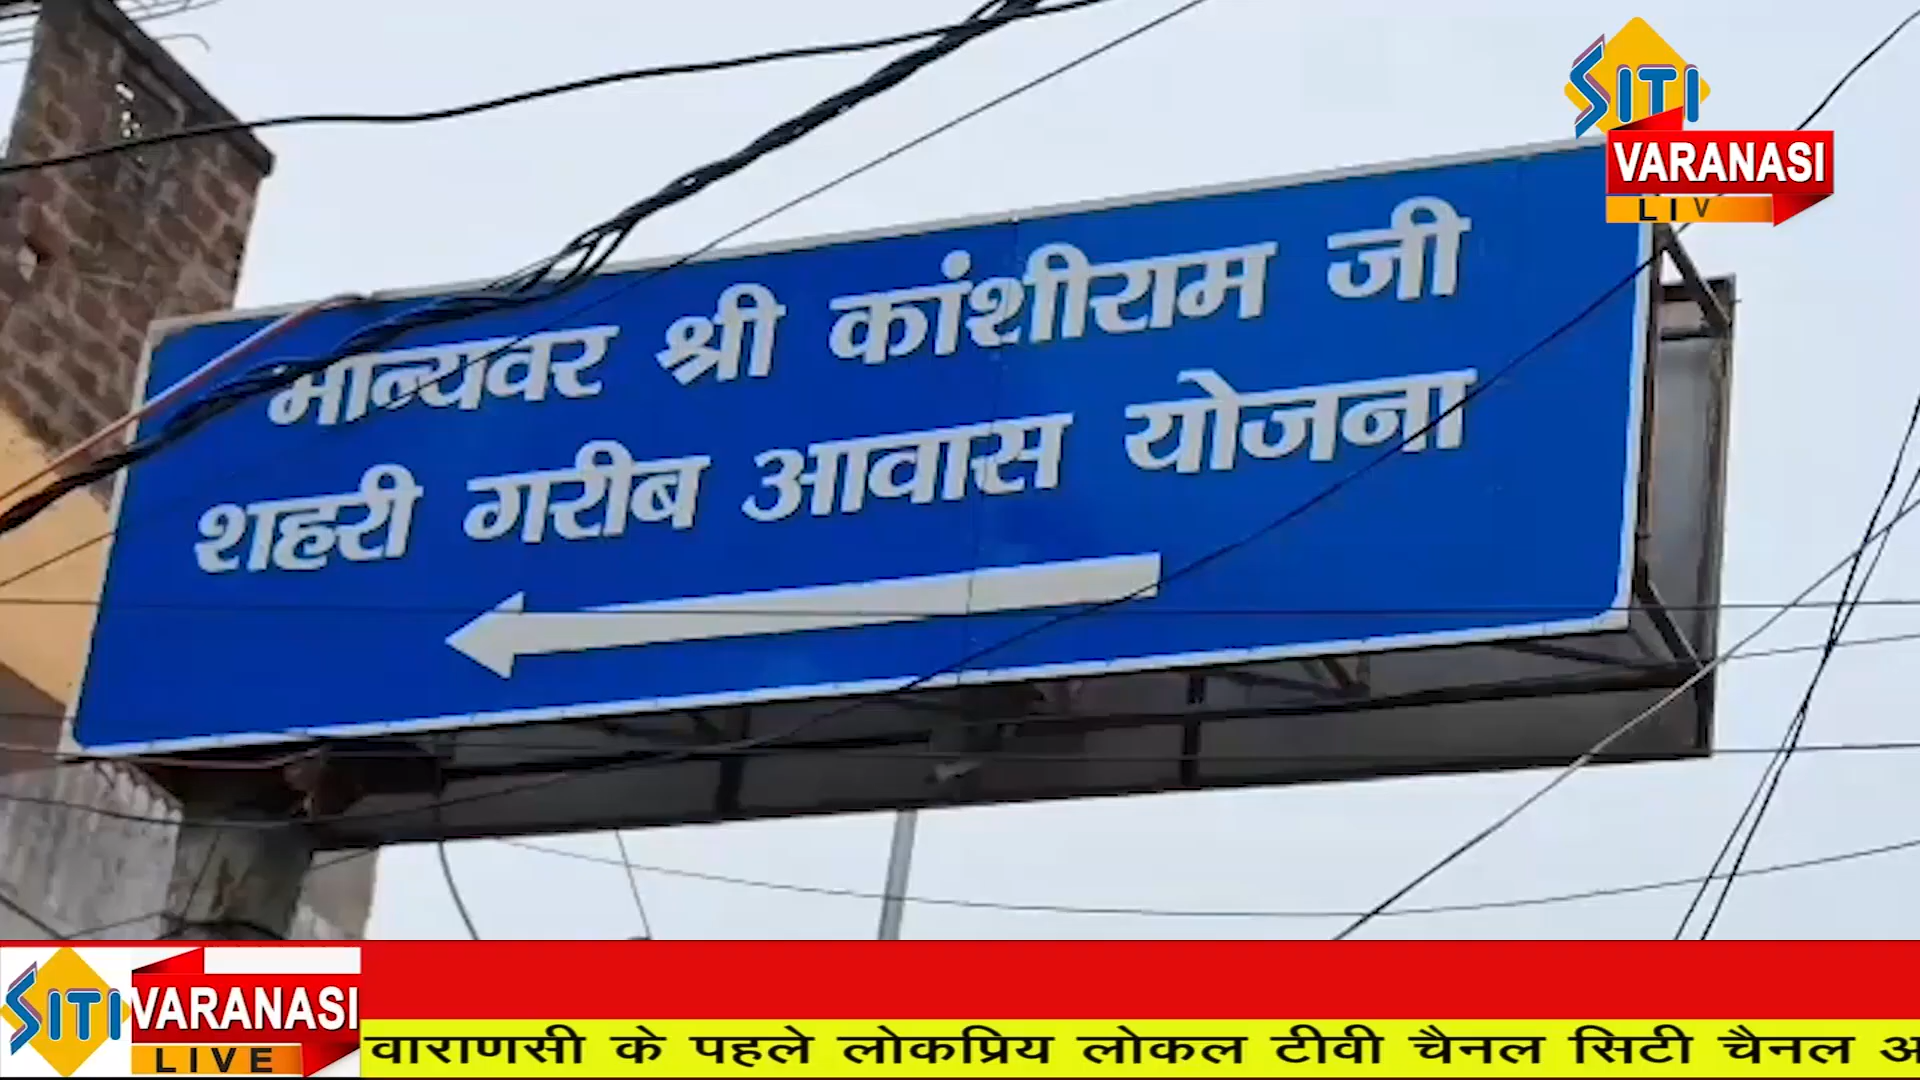 SITI
VARANASI
LIV
मान्यवर श्री कांशीराम जी
शहरी गरीब आवास योजना
SITI
VARANASI
LIVE
वाराणसी के पहले लोकप्रिय लोकल टीवी चैनल सिटी चैनल अ